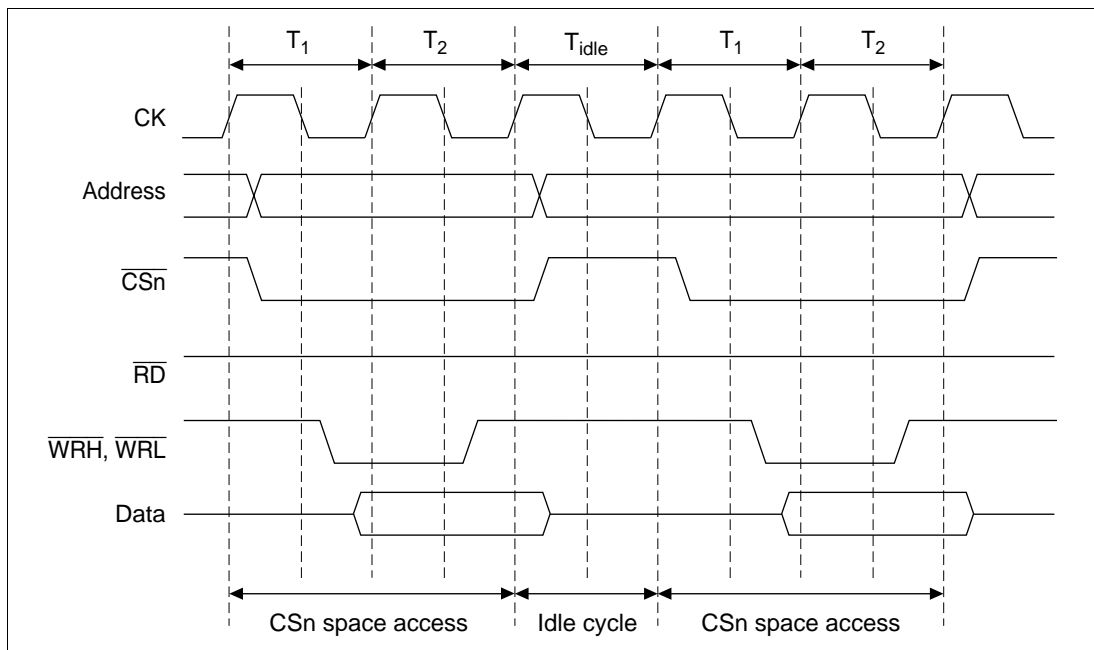 T1 T2 Tidle T1 T2
CK
Address
CSn
RD
WRH, WRL
Data
CSn space access Idle cycle CSn space access